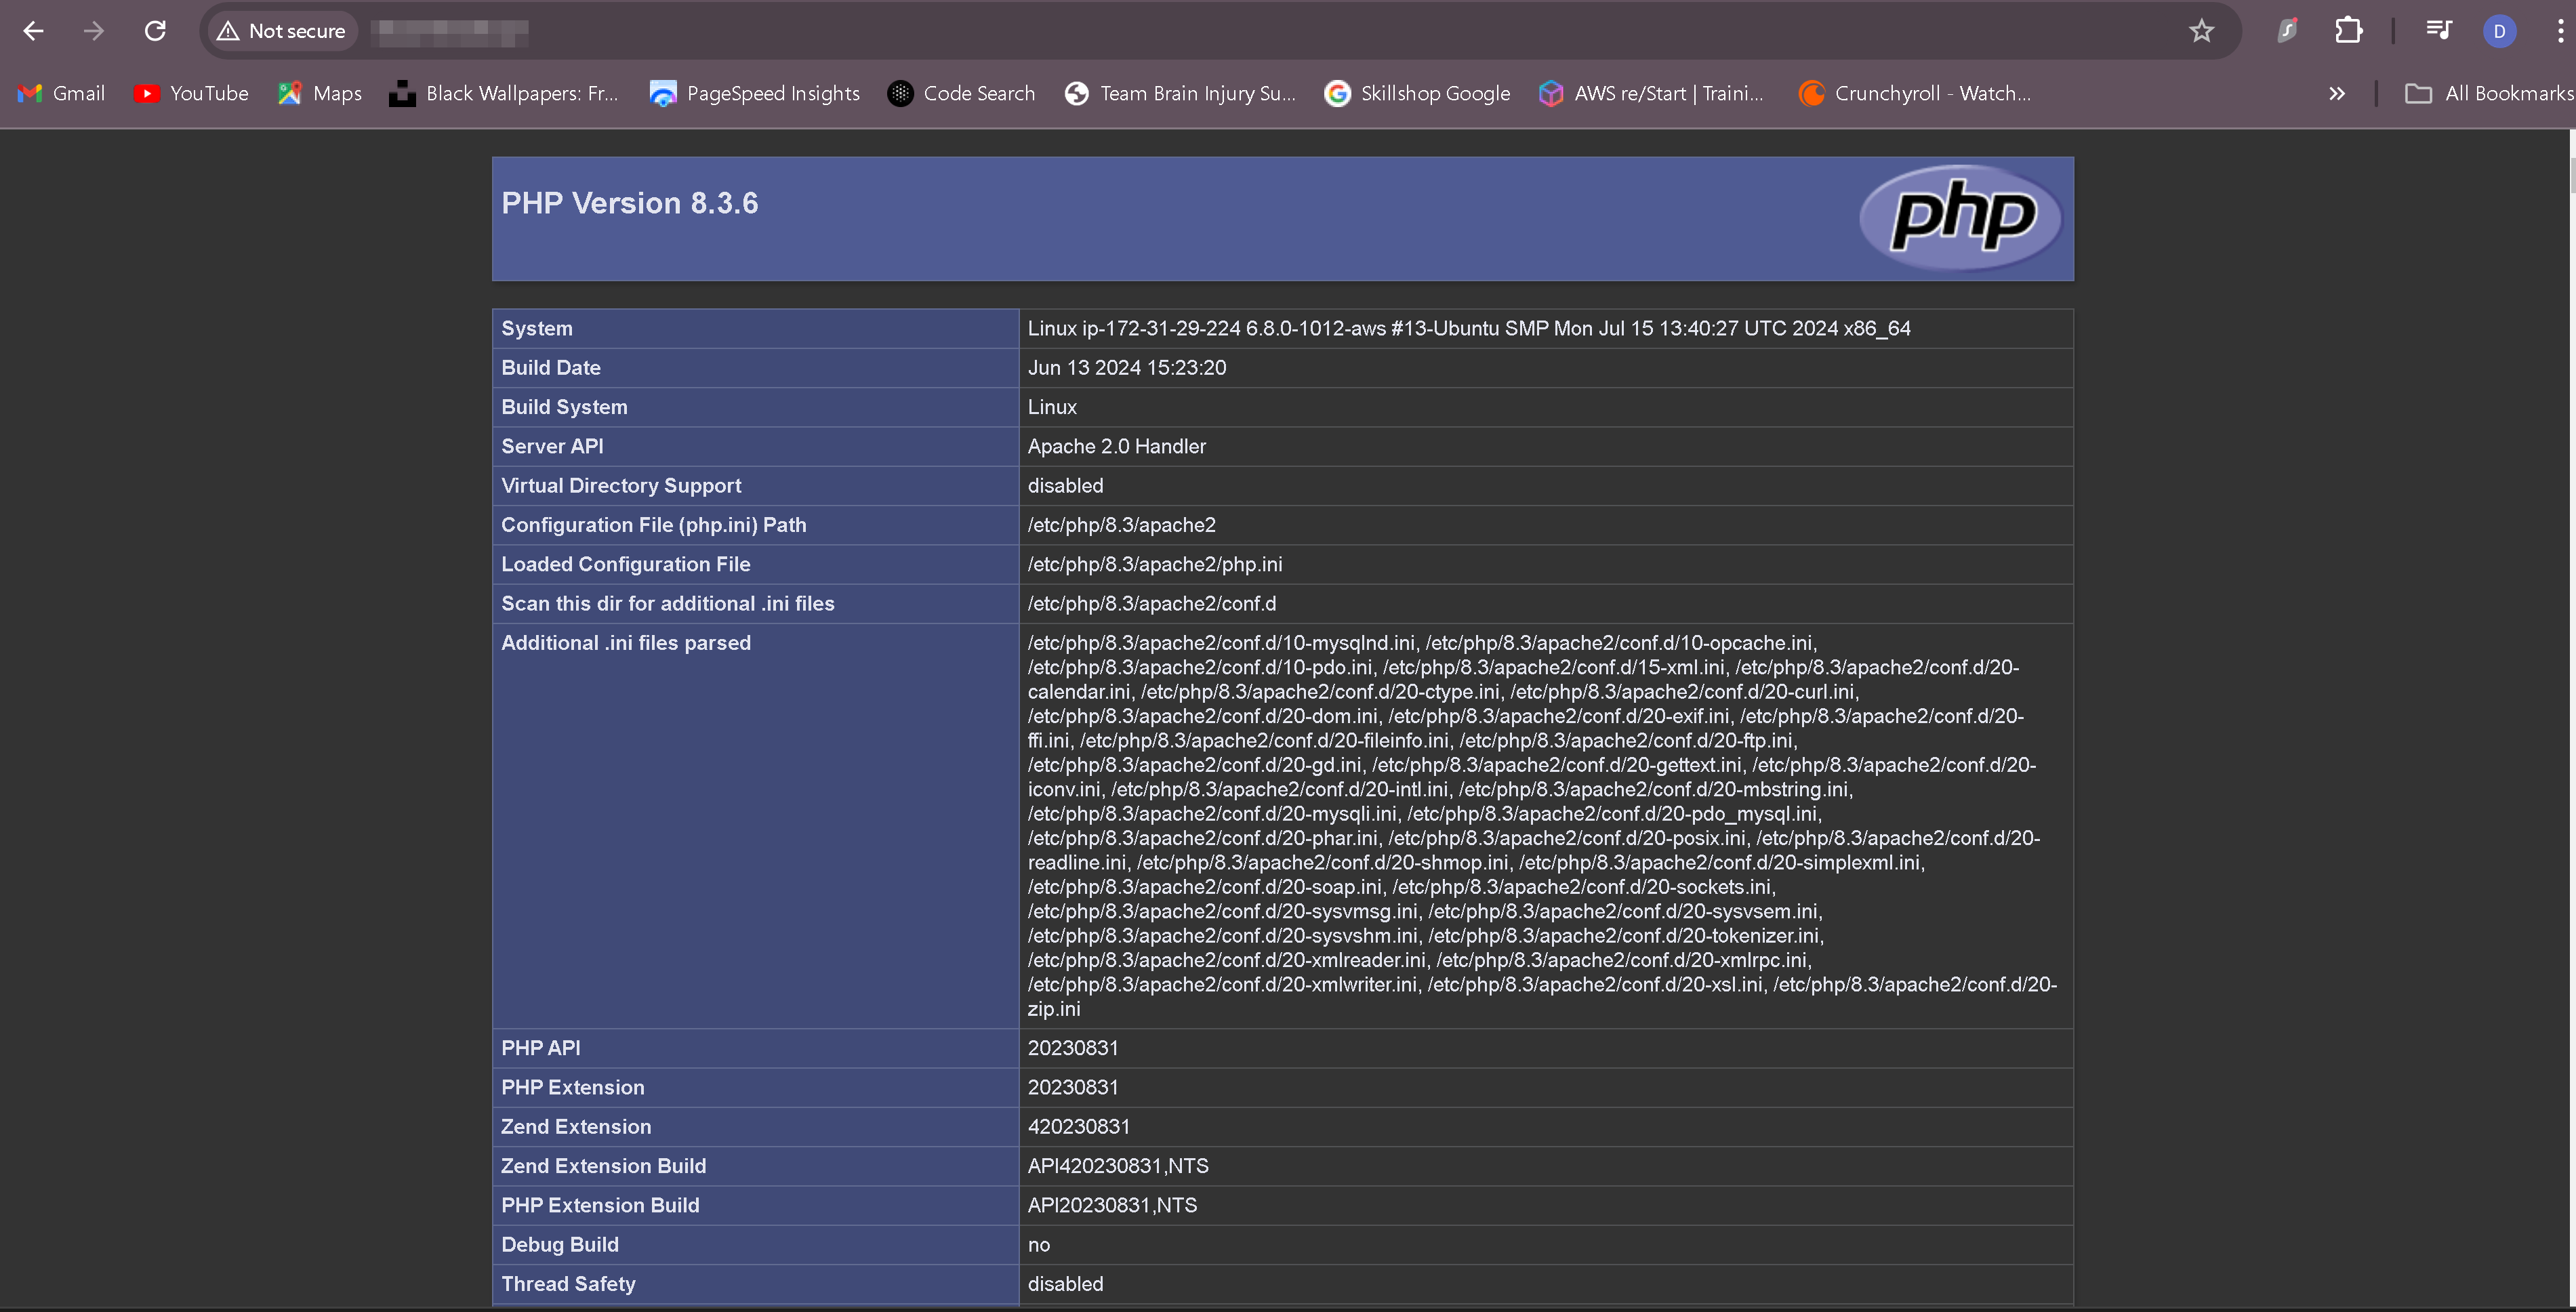 Not secure
D
Gmail YouTube Maps Black Wallpapers: Fr... PageSpeed Insights Code Search Team Brain Injury Su... Skillshop Google AWS re/Start | Traini... Crunchyroll - Watch... All Bookmarks
PHP Version 8.3.6
php
System Linux ip-172-31-29-224 6.8.0-1012-aws #13-Ubuntu SMP Mon Jul 15 13:40:27 UTC 2024 x86_64
Build Date Jun 13 2024 15:23:20
Build System Linux
Server API Apache 2.0 Handler
Virtual Directory Support disabled
Configuration File (php.ini) Path /etc/php/8.3/apache2
Loaded Configuration File /etc/php/8.3/apache2/php.ini
Scan this dir for additional .ini files /etc/php/8.3/apache2/conf.d
Additional .ini files parsed /etc/php/8.3/apache2/conf.d/10-mysqlnd.ini, /etc/php/8.3/apache2/conf.d/10-opcache.ini,
/etc/php/8.3/apache2/conf.d/10-pdo.ini, /etc/php/8.3/apache2/conf.d/15-xml.ini, /etc/php/8.3/apache2/conf.d/20-
calendar.ini, /etc/php/8.3/apache2/conf.d/20-ctype.ini, /etc/php/8.3/apache2/conf.d/20-curl.ini,
/etc/php/8.3/apache2/conf.d/20-dom.ini, /etc/php/8.3/apache2/conf.d/20-exif.ini, /etc/php/8.3/apache2/conf.d/20-
ffi.ini, /etc/php/8.3/apache2/conf.d/20-fileinfo.ini, /etc/php/8.3/apache2/conf.d/20-ftp.ini,
/etc/php/8.3/apache2/conf.d/20-gd.ini, /etc/php/8.3/apache2/conf.d/20-gettext.ini, /etc/php/8.3/apache2/conf.d/20-
iconv.ini, /etc/php/8.3/apache2/conf.d/20-intl.ini, /etc/php/8.3/apache2/conf.d/20-mbstring.ini,
/etc/php/8.3/apache2/conf.d/20-mysqli.ini, /etc/php/8.3/apache2/conf.d/20-pdo_mysql.ini,
/etc/php/8.3/apache2/conf.d/20-phar.ini, /etc/php/8.3/apache2/conf.d/20-posix.ini, /etc/php/8.3/apache2/conf.d/20-
readline.ini, /etc/php/8.3/apache2/conf.d/20-shmop.ini, /etc/php/8.3/apache2/conf.d/20-simplexml.ini,
/etc/php/8.3/apache2/conf.d/20-soap.ini, /etc/php/8.3/apache2/conf.d/20-sockets.ini,
/etc/php/8.3/apache2/conf.d/20-sysvmsg.ini, /etc/php/8.3/apache2/conf.d/20-sysvsem.ini,
/etc/php/8.3/apache2/conf.d/20-sysvshm.ini, /etc/php/8.3/apache2/conf.d/20-tokenizer.ini,
/etc/php/8.3/apache2/conf.d/20-xmlreader.ini, /etc/php/8.3/apache2/conf.d/20-xmlrpc.ini,
/etc/php/8.3/apache2/conf.d/20-xmlwriter.ini, /etc/php/8.3/apache2/conf.d/20-xsl.ini, /etc/php/8.3/apache2/conf.d/20-
zip.ini
PHP API 20230831
PHP Extension 20230831
Zend Extension 420230831
Zend Extension Build API420230831,NTS
PHP Extension Build API20230831,NTS
Debug Build no
Thread Safety disabled